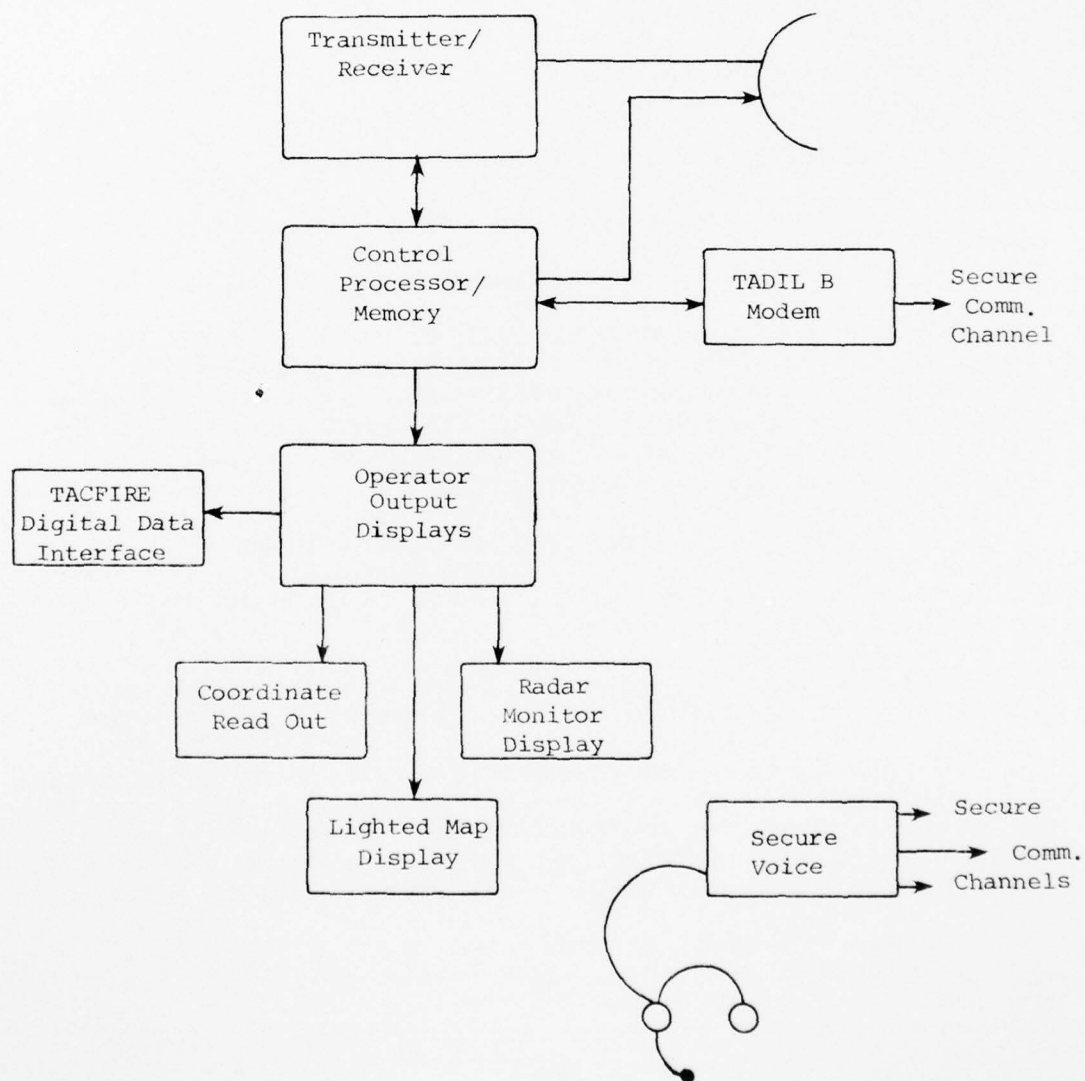 Transmitter/
Receiver
Control
Processor/
Memory
TADIL B
Modem
Secure
Comm.
Channel
Operator
Output
Displays
TACFIRE
Digital Data
Interface
Coordinate
Read Out
Radar
Monitor
Display
Lighted Map
Display
Secure
Voice
Secure
Comm.
Channels